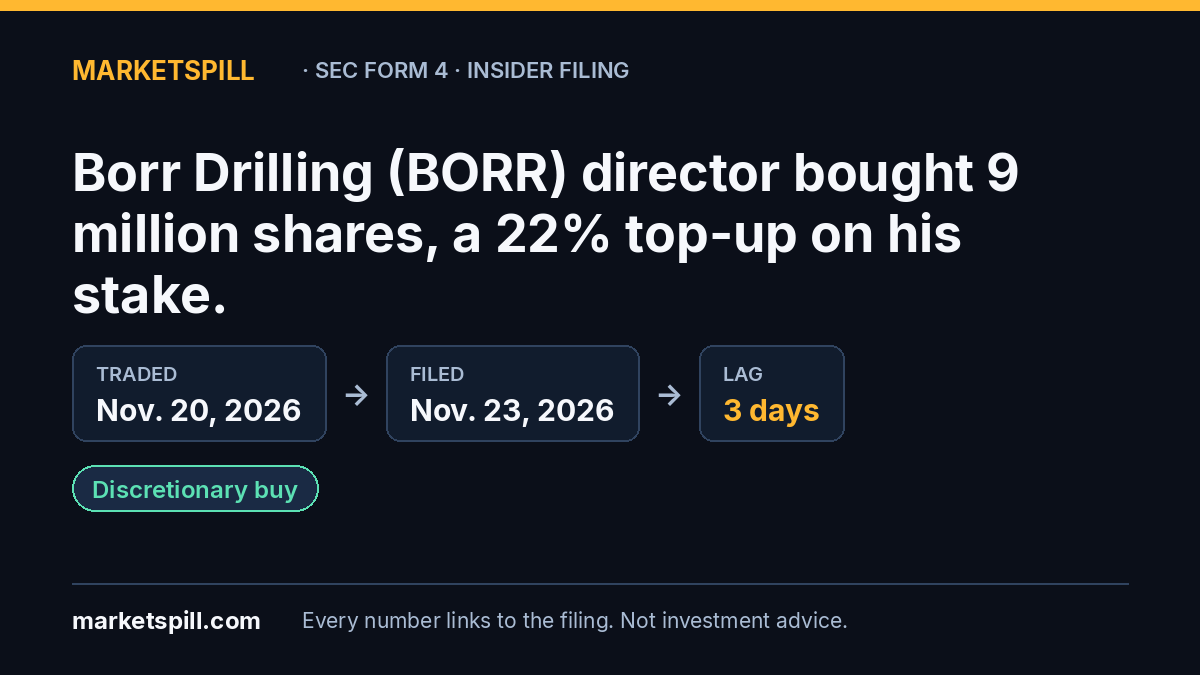 MARKETSPILL · SEC FORM 4 · INSIDER FILING
Borr Drilling (BORR) director bought 9
million shares, a 22% top-up on his
stake.
TRADED
Nov. 20, 2026
→
FILED
Nov. 23, 2026
→
LAG
3 days
Discretionary buy
marketspill.com Every number links to the filing. Not investment advice.